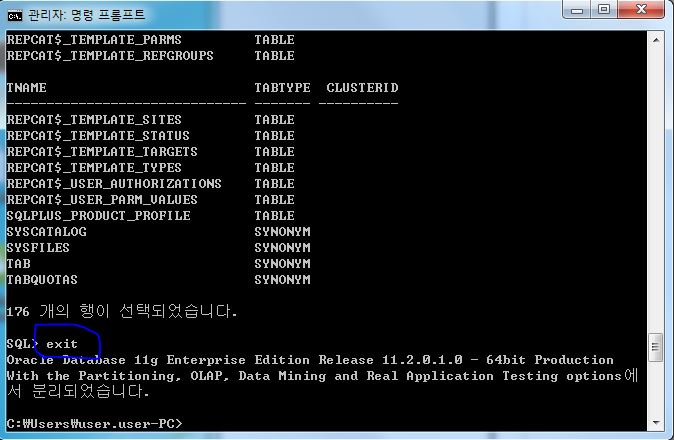 관리자: 명령 프롬프트
REPCAT$_TEMPLATE_PARMS TABLE
REPCAT$_TEMPLATE_REFGROUPS TABLE
TNAME TABTYPE CLUSTERID
------------------------------ ------- ----------
REPCAT$_TEMPLATE_SITES TABLE
REPCAT$_TEMPLATE_STATUS TABLE
REPCAT$_TEMPLATE_TARGETS TABLE
REPCAT$_TEMPLATE_TYPES TABLE
REPCAT$_USER_AUTHORIZATIONS TABLE
REPCAT$_USER_PARM_VALUES TABLE
SQLPLUS_PRODUCT_PROFILE TABLE
SYSCATALOG SYNONYM
SYSFILES SYNONYM
TAB SYNONYM
TABQUOTAS SYNONYM
176 개의 행이 선택되었습니다.
SQL> exit
Oracle Database 11g Enterprise Edition Release 11.2.0.1.0 - 64bit Production
With the Partitioning, OLAP, Data Mining and Real Application Testing options에
서 분리되었습니다.
C:₩Users₩user.user-PC>